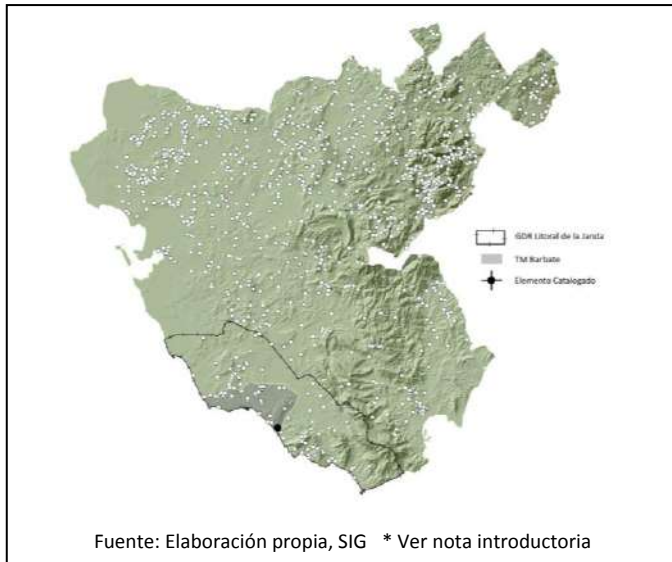 GDR Litoral de la Janda
TM Barbate
Elemento Catalogado
Fuente: Elaboración propia, SIG * Ver nota introductoria